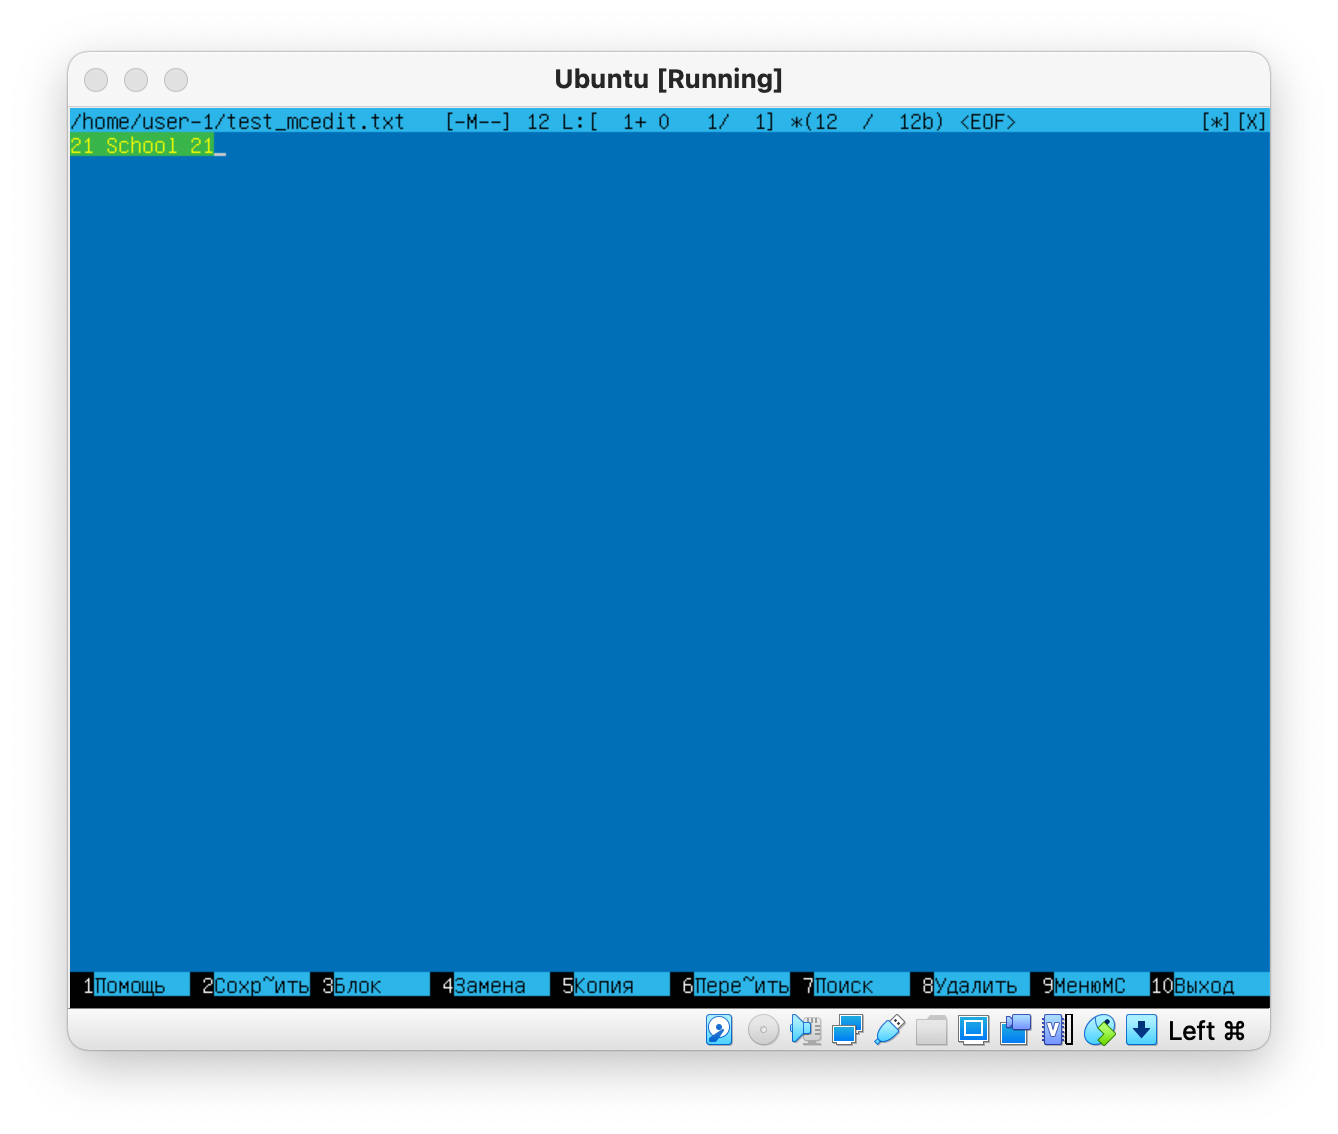 Ubuntu [Running]
/home/user-1/test_mcedit.txt [-M--] 12 L:[ 1+ 0 1/ 1] *(12 / 12b) <EOF> [*][X]
21 School 21_
1Помощь 2Сохр~ить 3Блок 4Замена 5Копия 6Пере~ить 7Поиск 8Удалить 9МенюMC 10Выход
V Left ⌘